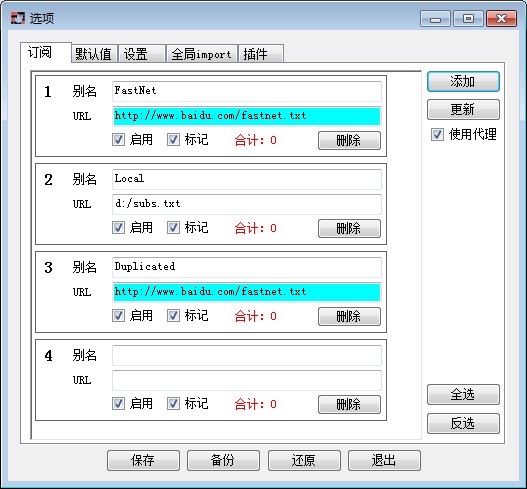 选项
订阅 默认值 设置 全局import 插件
1 别名 FastNet
URL http://www.baidu.com/fastnet.txt
启用 标记 合计: 0 删除
2 别名 Local
URL d:/subs.txt
启用 标记 合计: 0 删除
3 别名 Duplicated
URL http://www.baidu.com/fastnet.txt
启用 标记 合计: 0 删除
4 别名
URL
启用 标记 合计: 0 删除
添加
更新
使用代理
全选
反选
保存 备份 还原 退出